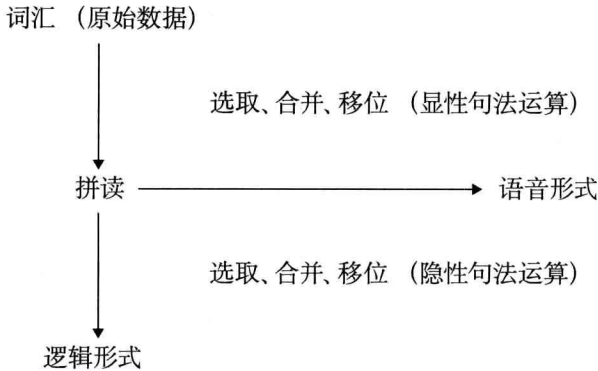 词汇 （原始数据）
选取、合并、移位 （显性句法运算）
拼读 语音形式
选取、合并、移位 （隐性句法运算）
逻辑形式